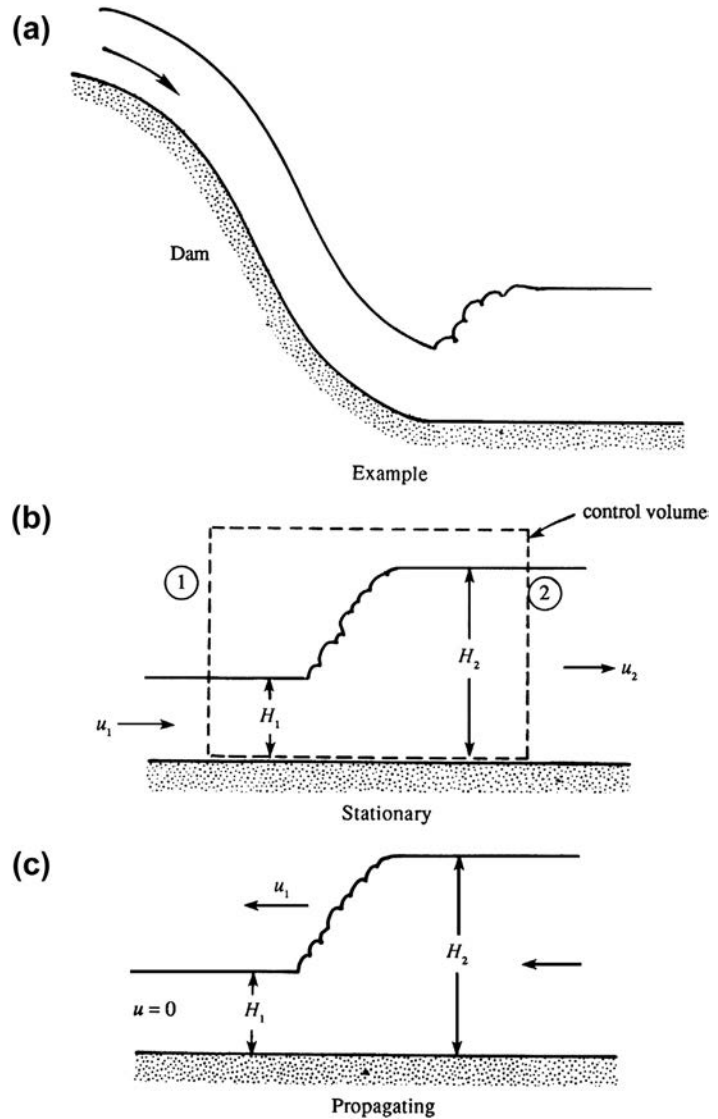 (a)
Dam
Example
(b)
control volume
1
2
H₂
u₂
u₁
H₁
Stationary
(c)
u₁
H₂
u = 0
H₁
Propagating